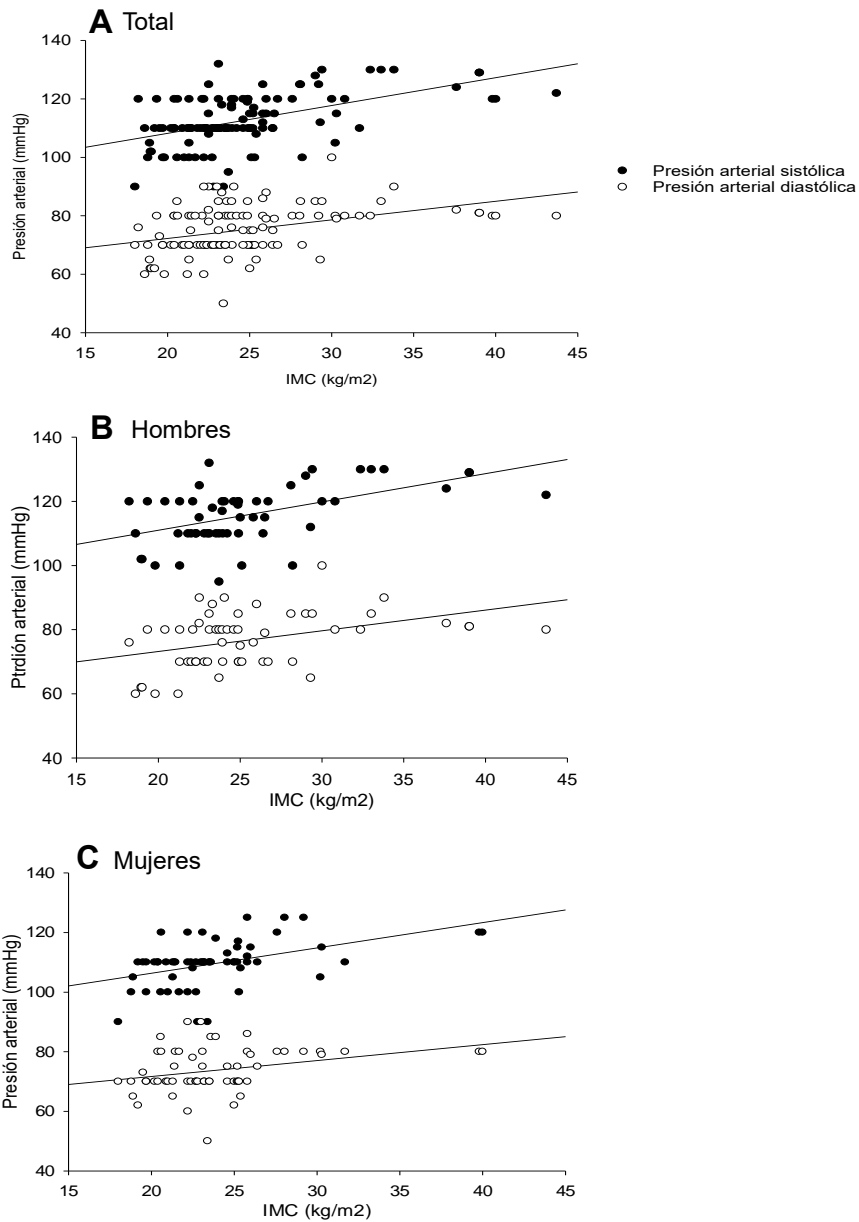 A Total
140
120
100
80
60
40
Presión arterial (mmHg)
15 20 25 30 35 40 45
IMC (kg/m2)
Presión arterial sistólica
Presión arterial diastólica
B Hombres
140
120
100
80
60
40
Ptrdión arterial (mmHg)
15 20 25 30 35 40 45
IMC (kg/m2)
C Mujeres
140
120
100
80
60
40
Presión arterial (mmHg)
15 20 25 30 35 40 45
IMC (kg/m2)